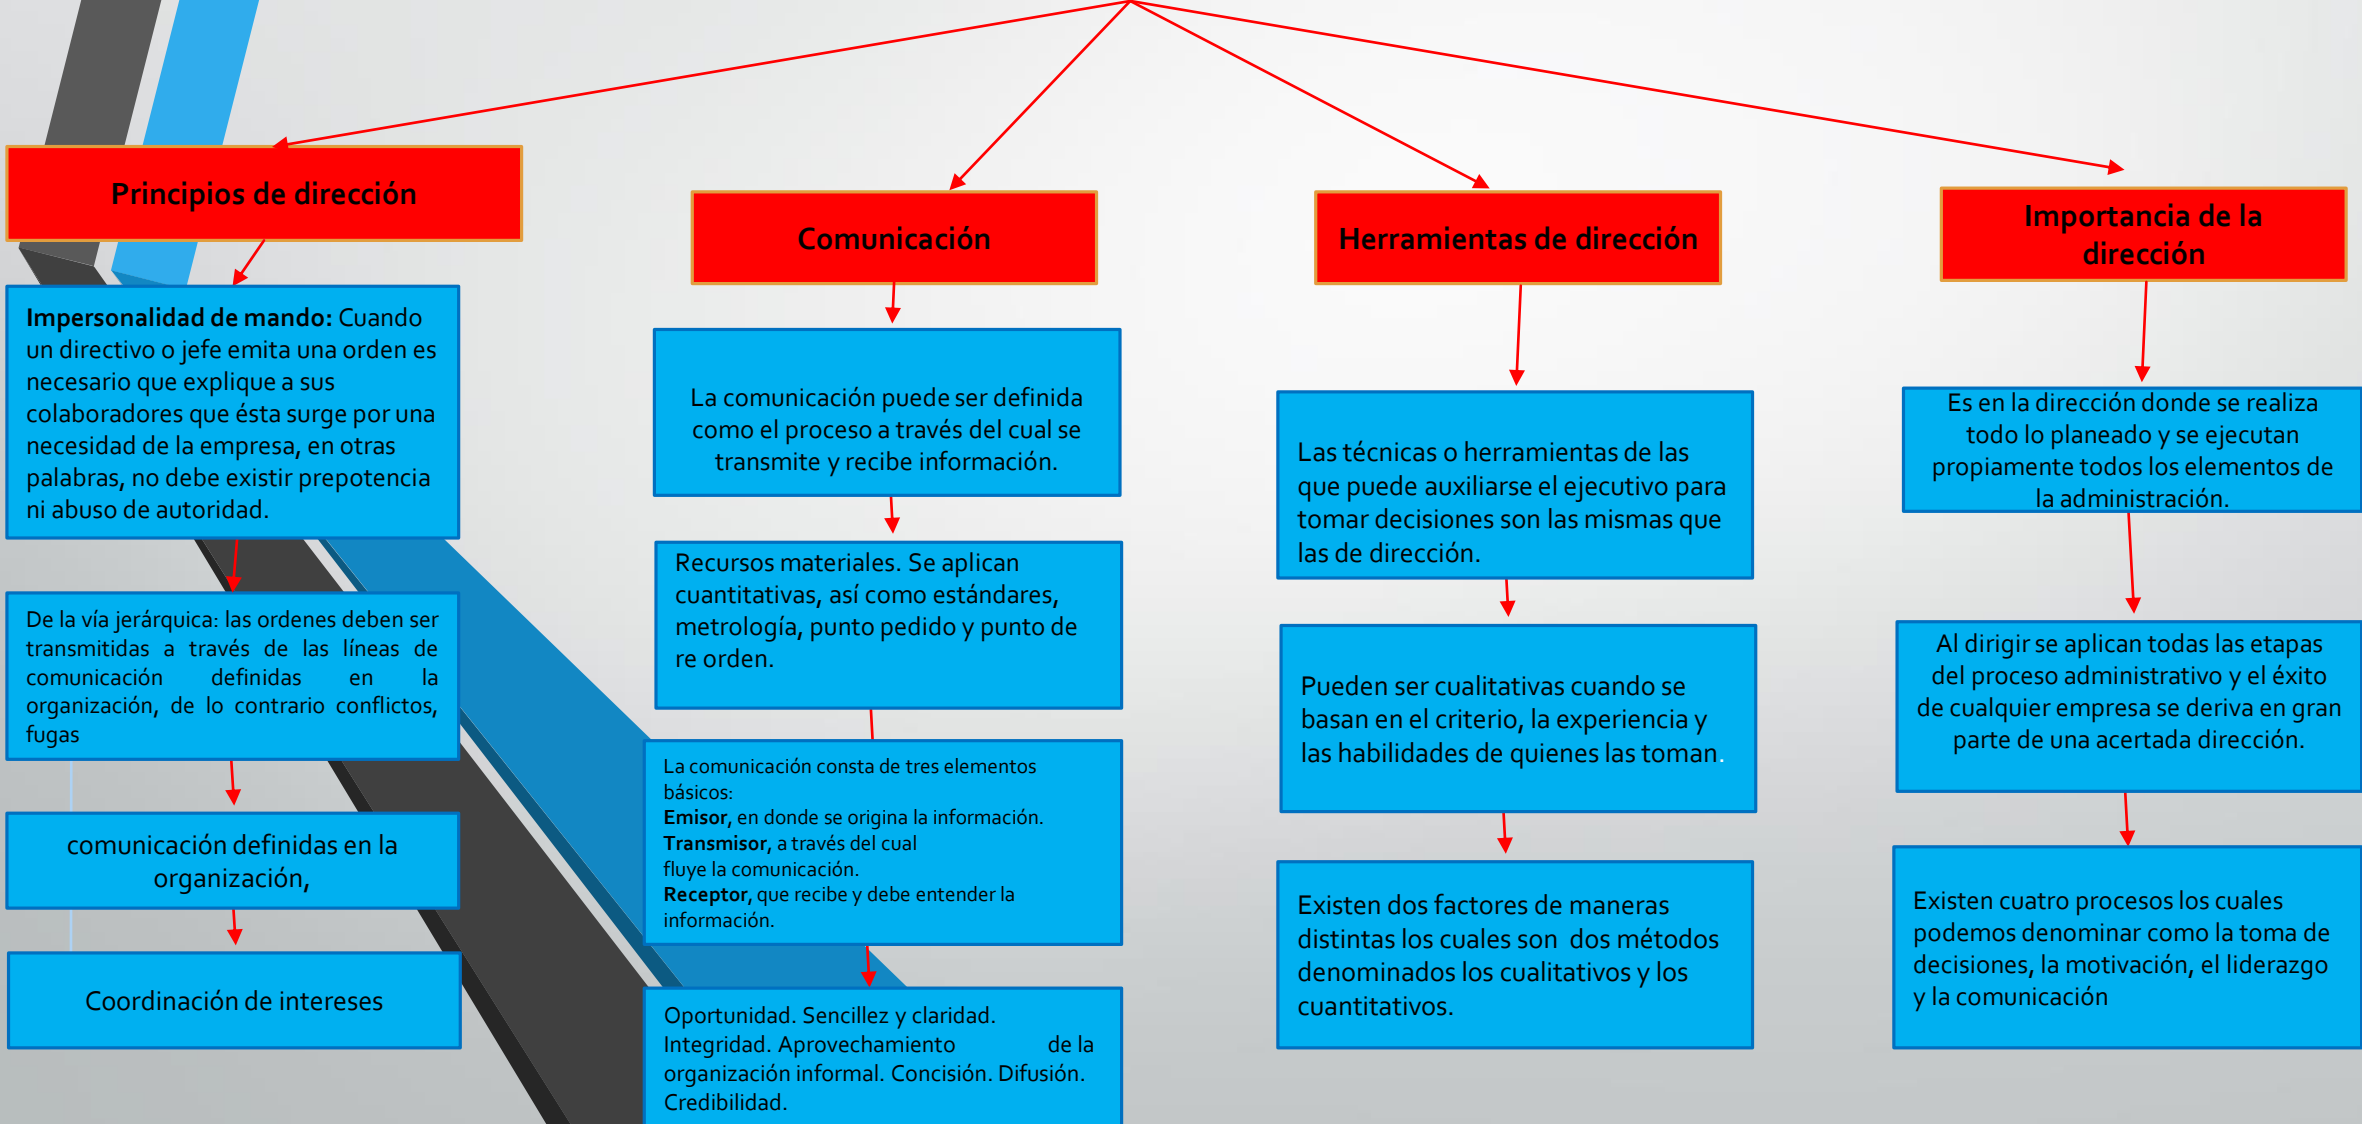 Principios de dirección
Impersonalidad de mando: Cuando
un directivo o jefe emita una orden es
necesario que explique a sus
colaboradores que ésta surge por una
necesidad de la empresa, en otras
palabras, no debe existir prepotencia
ni abuso de autoridad.
De la vía jerárquica: las ordenes deben ser
transmitidas a través de las líneas de
comunicación definidas en la
organización, de lo contrario conflictos,
fugas
comunicación definidas en la
organización,
Coordinación de intereses
Comunicación
La comunicación puede ser definida
como el proceso a través del cual se
transmite y recibe información.
Recursos materiales. Se aplican
cuantitativas, así como estándares,
metrología, punto pedido y punto de
re orden.
La comunicación consta de tres elementos
básicos:
Emisor, en donde se origina la información.
Transmisor, a través del cual
fluye la comunicación.
Receptor, que recibe y debe entender la
información.
Oportunidad. Sencillez y claridad.
Integridad. Aprovechamiento de la
organización informal. Concisión. Difusión.
Credibilidad.
Herramientas de dirección
Las técnicas o herramientas de las
que puede auxiliarse el ejecutivo para
tomar decisiones son las mismas que
las de dirección.
Pueden ser cualitativas cuando se
basan en el criterio, la experiencia y
las habilidades de quienes las toman.
Existen dos factores de maneras
distintas los cuales son dos métodos
denominados los cualitativos y los
cuantitativos.
Importancia de la
dirección
Es en la dirección donde se realiza
todo lo planeado y se ejecutan
propiamente todos los elementos de
la administración.
Al dirigir se aplican todas las etapas
del proceso administrativo y el éxito
de cualquier empresa se deriva en gran
parte de una acertada dirección.
Existen cuatro procesos los cuales
podemos denominar como la toma de
decisiones, la motivación, el liderazgo
y la comunicación